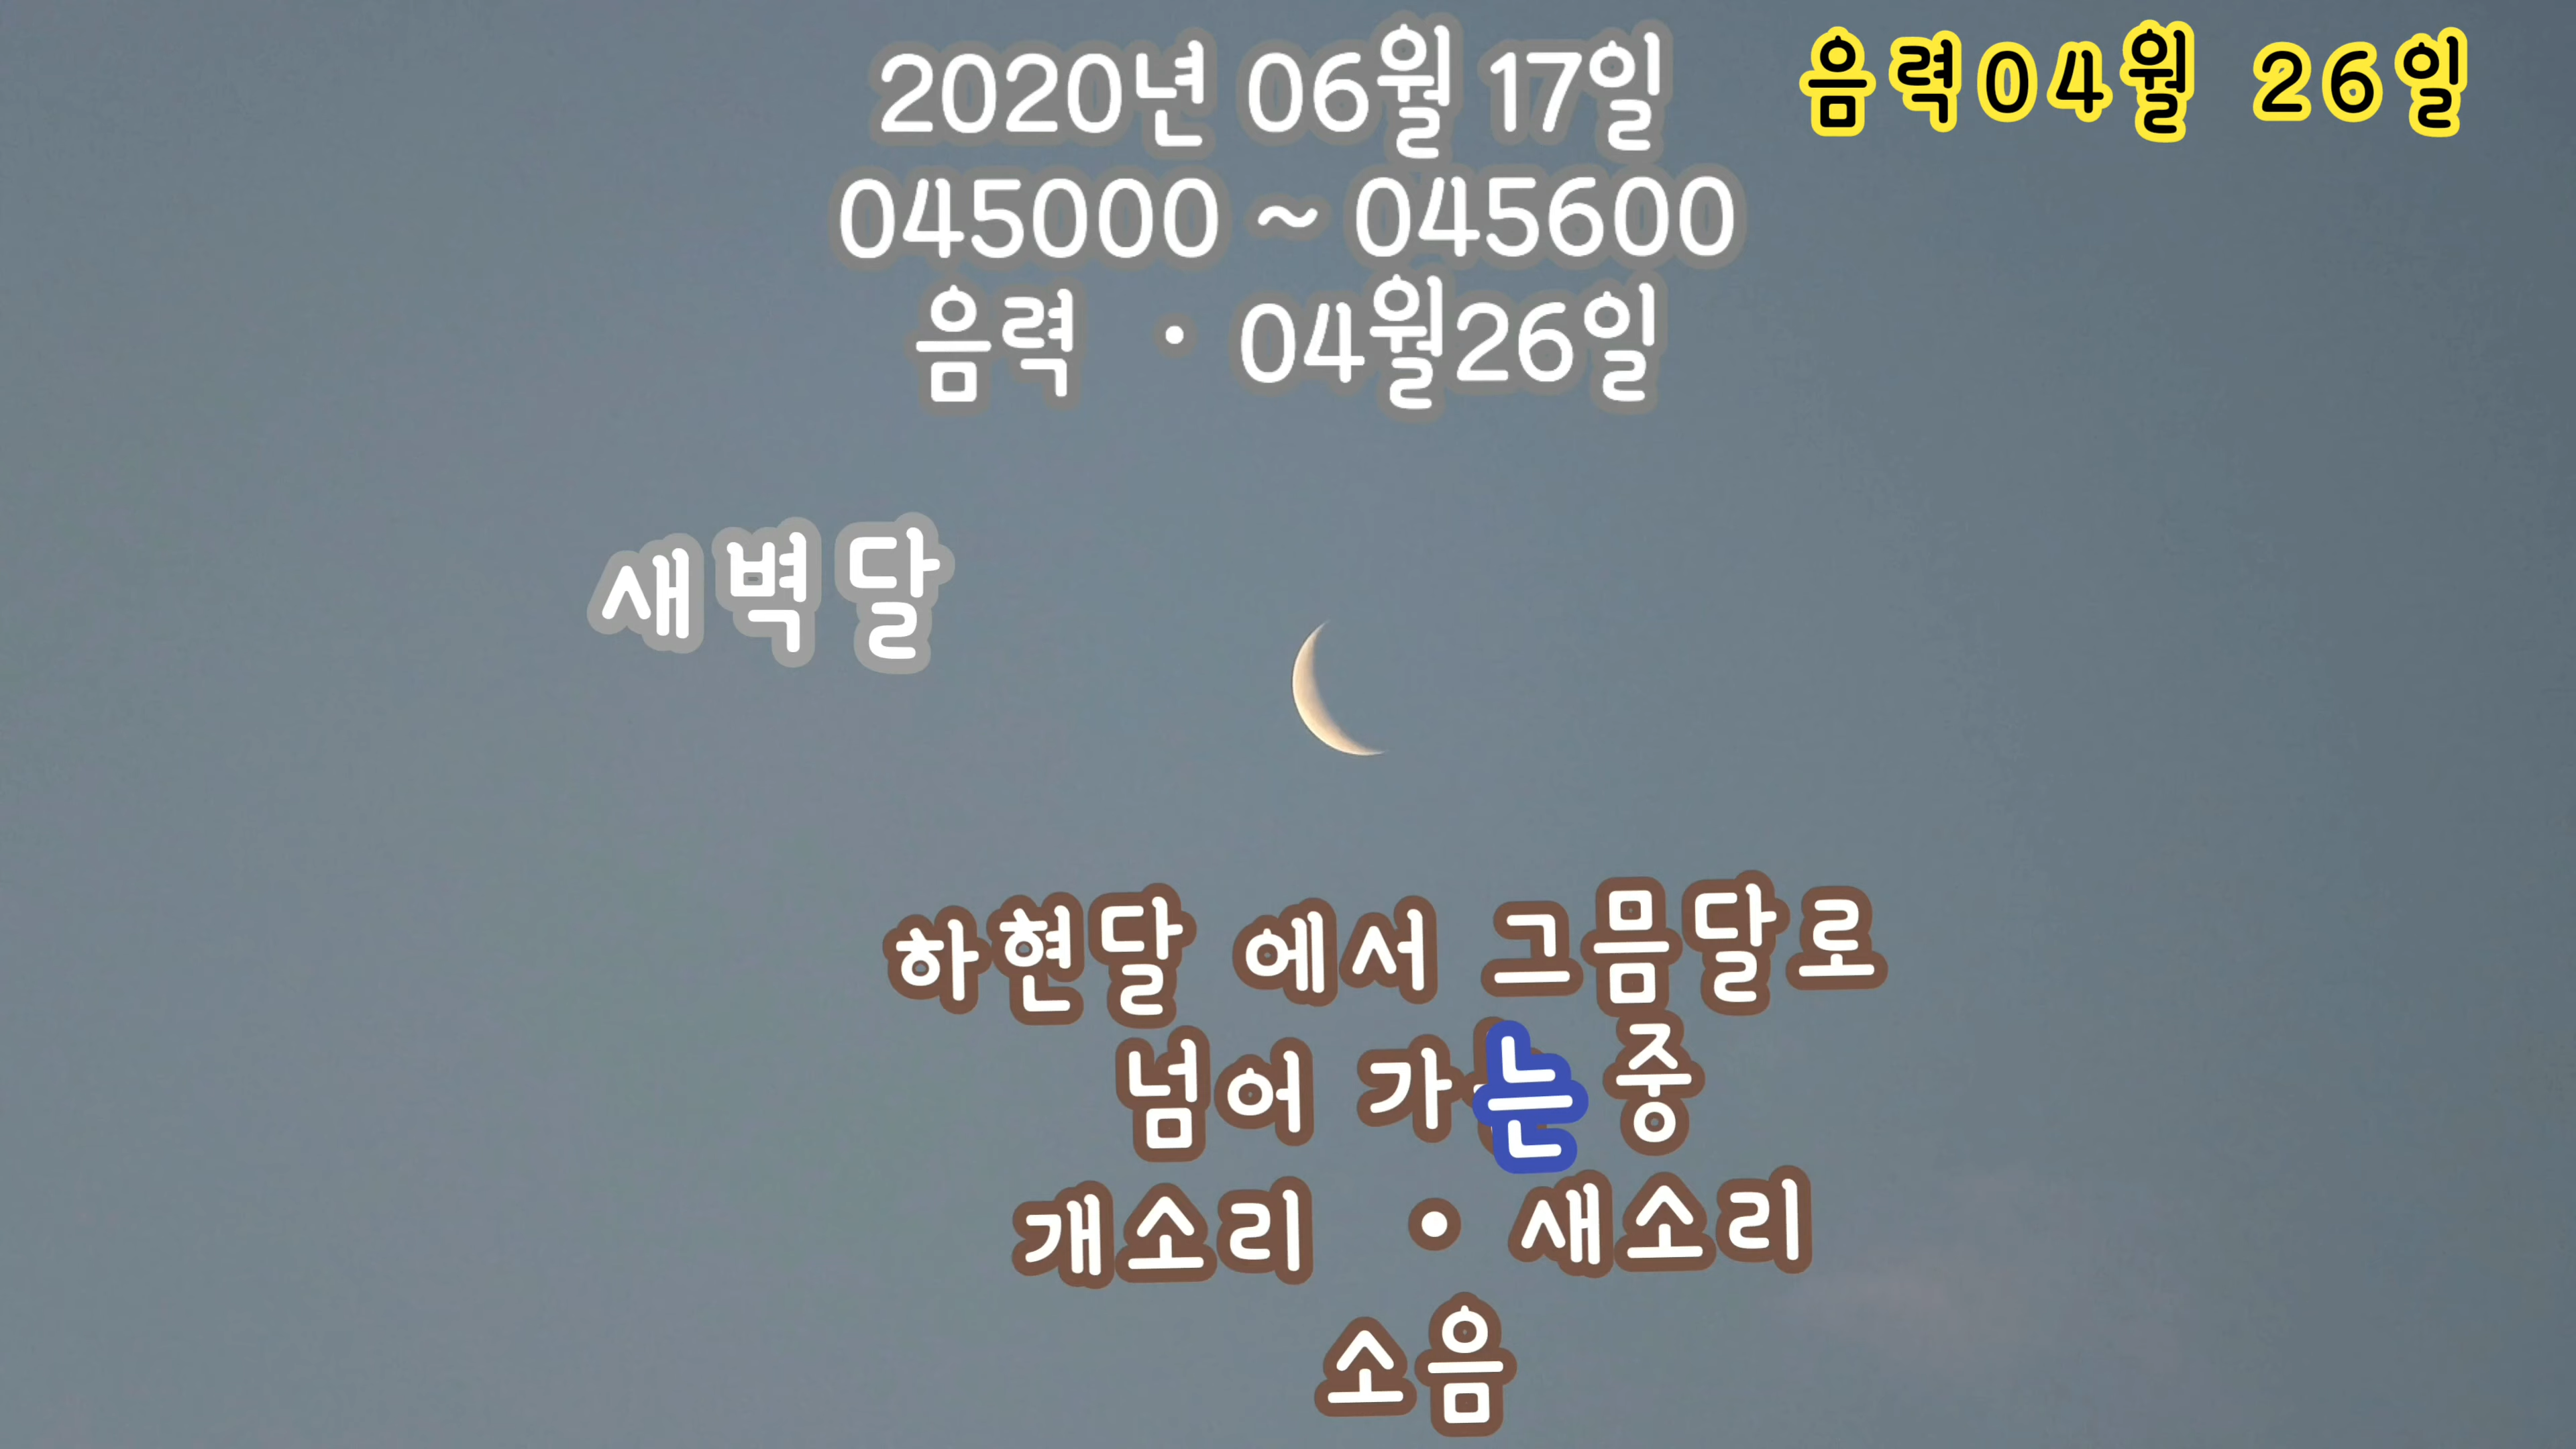 2020년 06월 17일
음력04월 26일
045000 ~ 045600
음력 · 04월26일
새벽달
하현달 에서 그믐달로
넘어 가는 중
개소리 • 새소리
소음